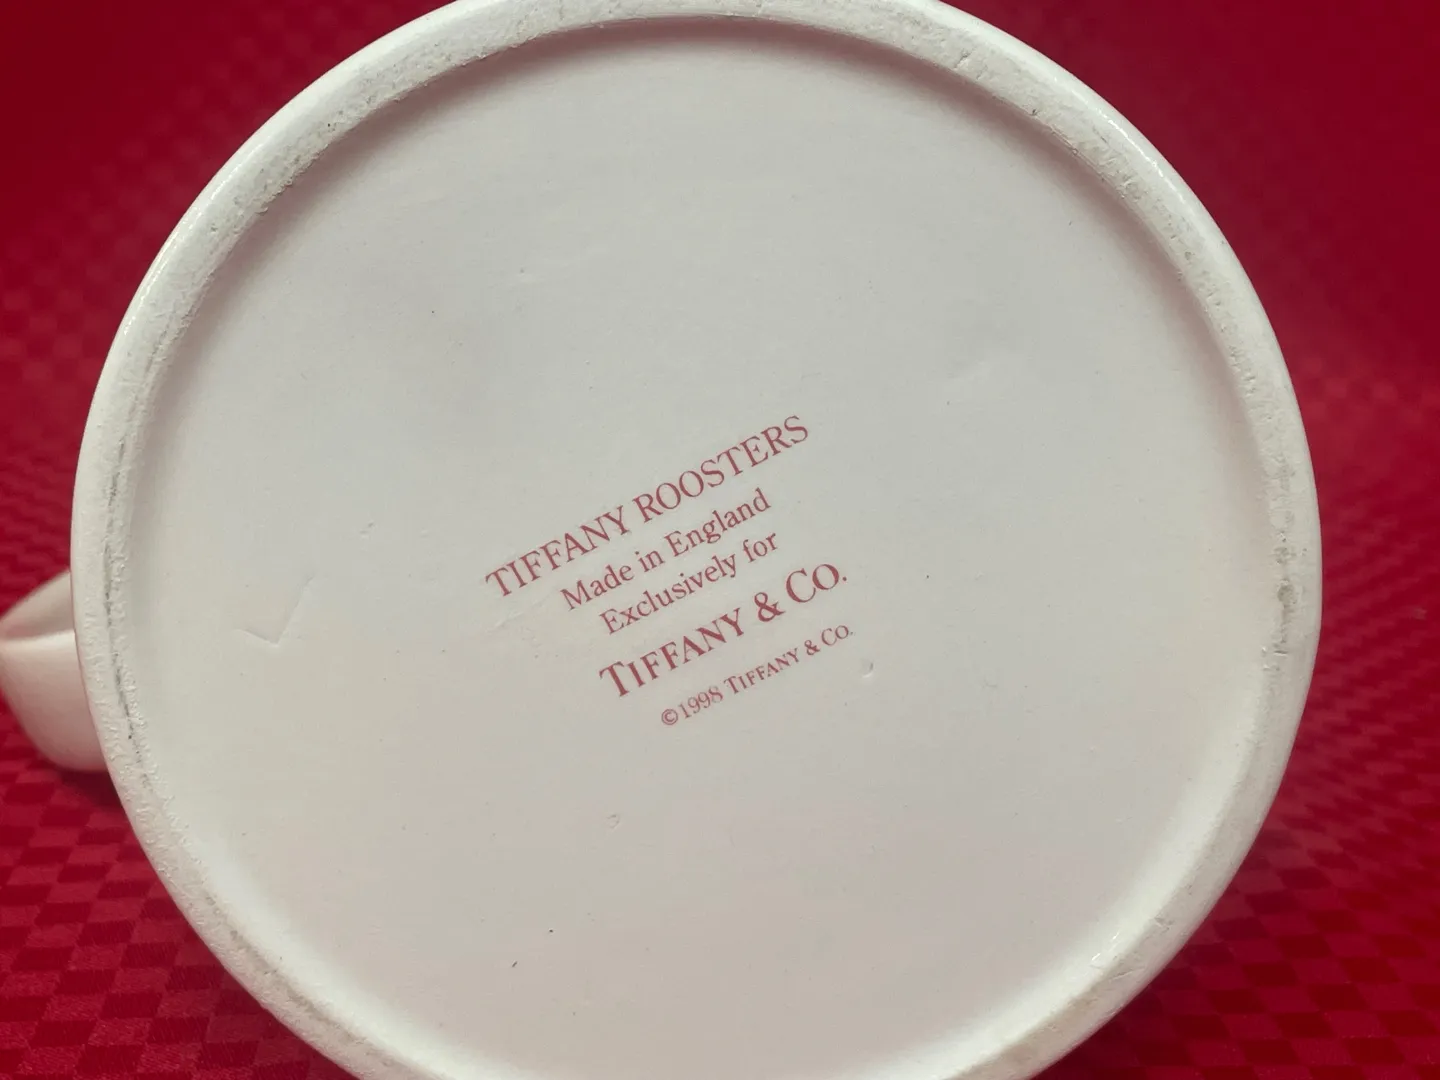 TIFFANY ROOSTERS
Made in England
Exclusively for
TIFFANY & CO.
©1998 TIFFANY & CO.